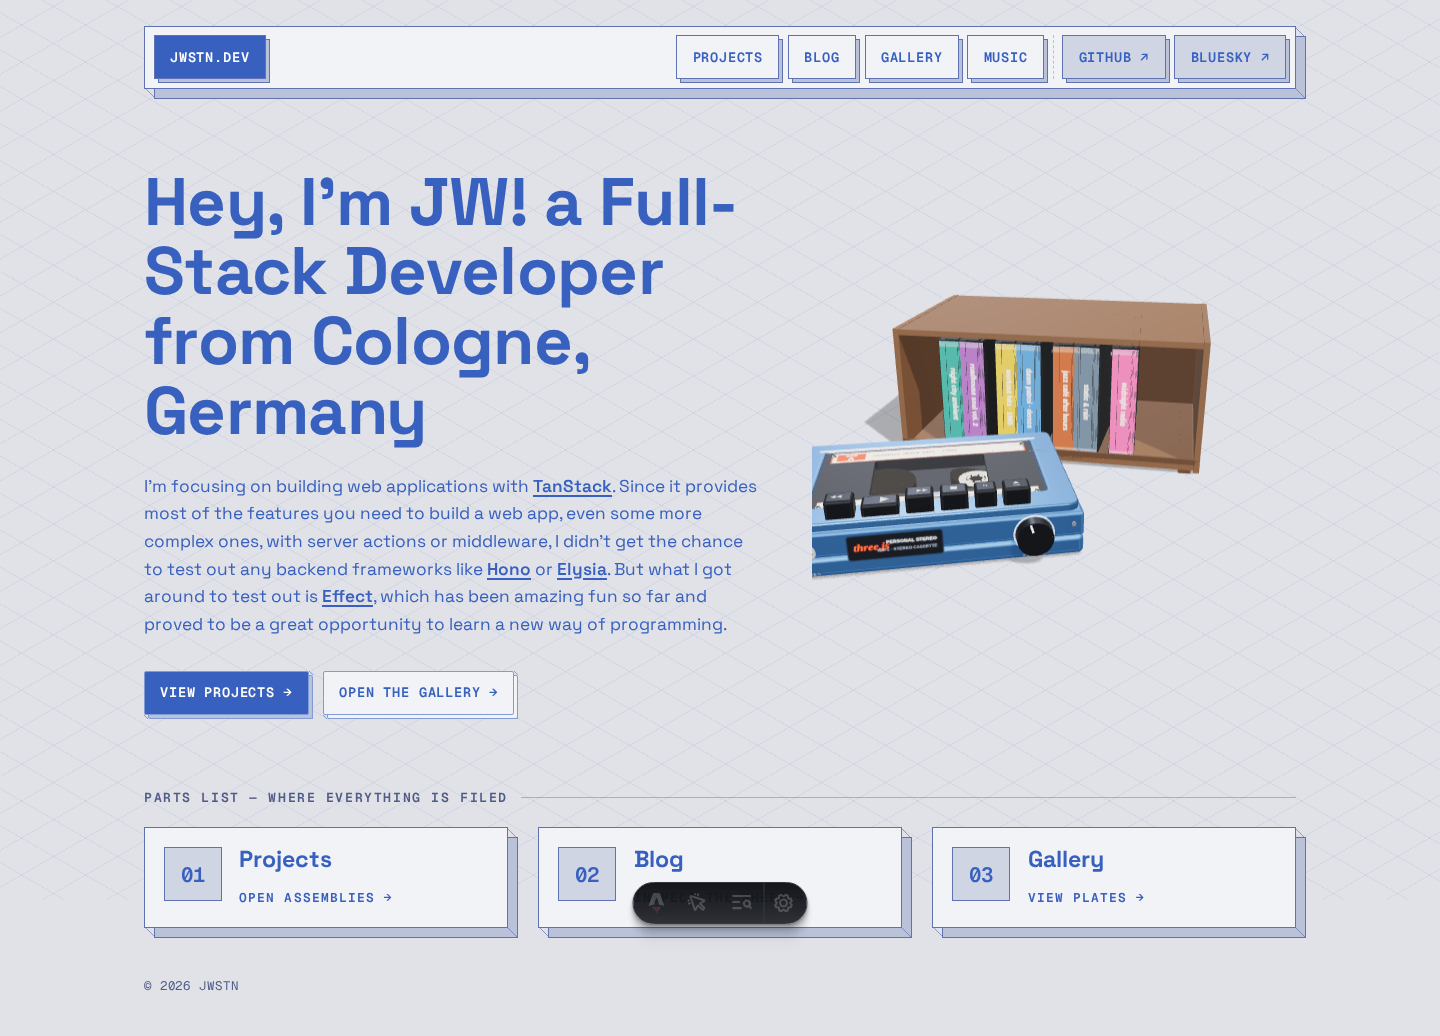 JWSTN.DEV
PROJECTS
BLOG
GALLERY
MUSIC
GITHUB ↗
BLUESKY ↗
Hey, I’m JW! a Full-
Stack Developer
from Cologne,
Germany
I’m focusing on building web applications with TanStack. Since it provides
most of the features you need to build a web app, even some more
complex ones, with server actions or middleware, I didn’t get the chance
to test out any backend frameworks like Hono or Elysia. But what I got
around to test out is Effect, which has been amazing fun so far and
proved to be a great opportunity to learn a new way of programming.
three.js
PERSONAL STEREO
VIEW PROJECTS →
OPEN THE GALLERY →
PARTS LIST — WHERE EVERYTHING IS FILED
01
Projects
OPEN ASSEMBLIES →
02
Blog
03
Gallery
VIEW PLATES →
© 2026 JWSTN